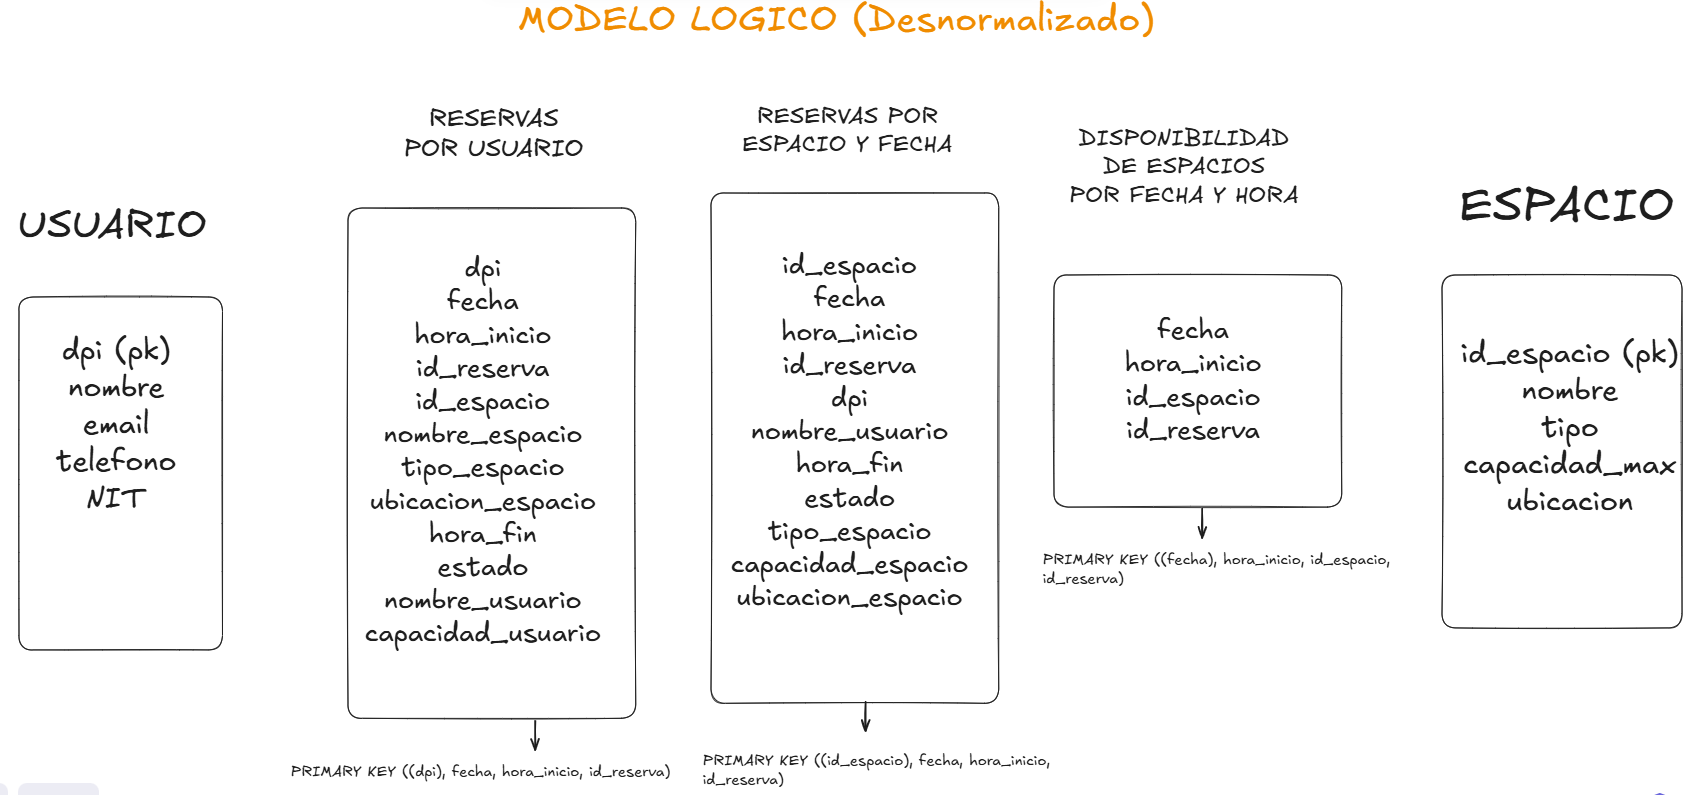 MODELO LOGICO (Desnormalizado)
USUARIO
dpi (pk)
nombre
email
telefono
NIT
RESERVAS
POR USUARIO
dpi
fecha
hora_inicio
id_reserva
id_espacio
nombre_espacio
tipo_espacio
ubicacion_espacio
hora_fin
estado
nombre_usuario
capacidad_usuario
PRIMARY KEY ((dpi), fecha, hora_inicio, id_reserva)
RESERVAS POR
ESPACIO Y FECHA
id_espacio
fecha
hora_inicio
id_reserva
dpi
nombre_usuario
hora_fin
estado
tipo_espacio
capacidad_espacio
ubicacion_espacio
PRIMARY KEY ((id_espacio), fecha, hora_inicio,
id_reserva)
DISPONIBILIDAD
DE ESPACIOS
POR FECHA Y HORA
fecha
hora_inicio
id_espacio
id_reserva
PRIMARY KEY ((fecha), hora_inicio, id_espacio,
id_reserva)
ESPACIO
id_espacio (pk)
nombre
tipo
capacidad_max
ubicacion